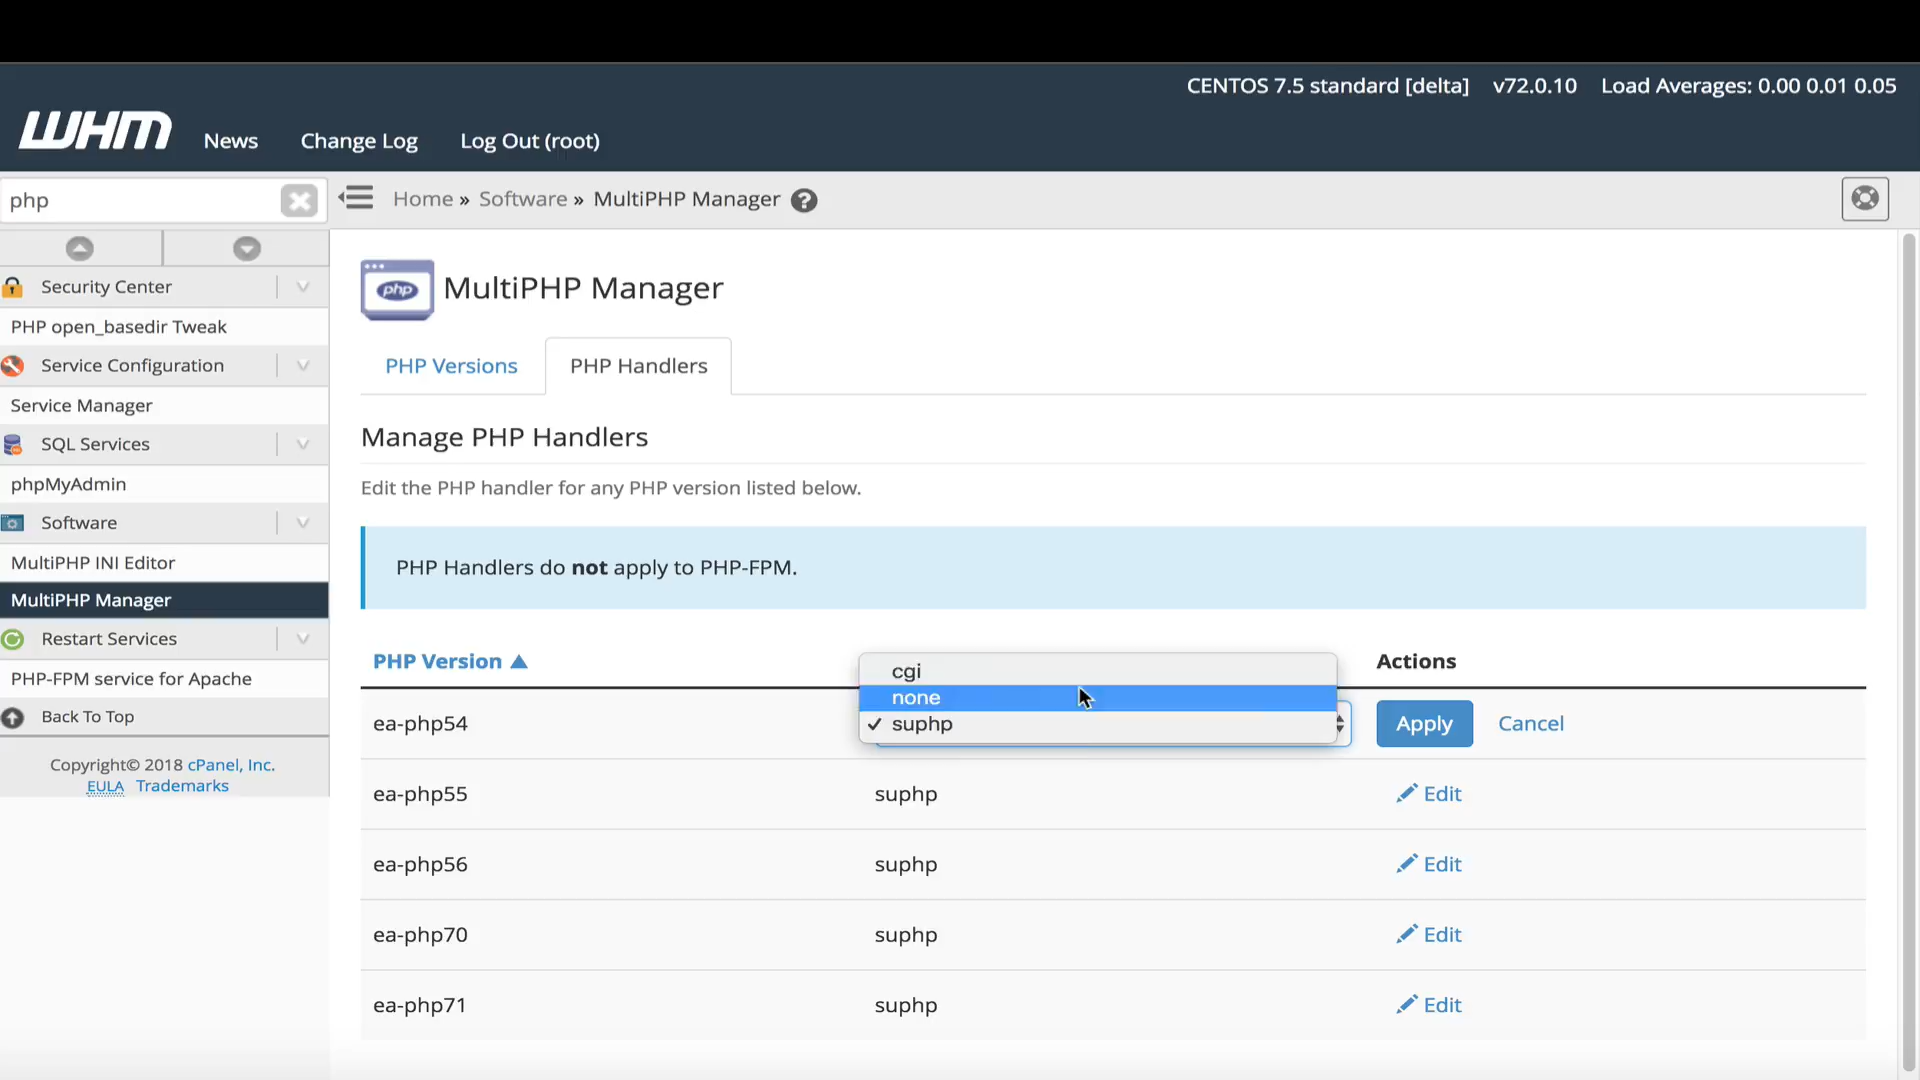 CENTOS 7.5 standard [delta] v72.0.10 Load Averages: 0.00 0.01 0.05
WHM News Change Log Log Out (root)
php
Home » Software » MultiPHP Manager ?
Security Center
PHP open_basedir Tweak
Service Configuration
Service Manager
SQL Services
phpMyAdmin
Software
MultiPHP INI Editor
MultiPHP Manager
Restart Services
PHP-FPM service for Apache
Back To Top
Copyright© 2018 cPanel, Inc.
EULA Trademarks
php MultiPHP Manager
PHP Versions PHP Handlers
Manage PHP Handlers
Edit the PHP handler for any PHP version listed below.
PHP Handlers do not apply to PHP-FPM.
PHP Version Actions
cgi
none
suphp
ea-php54 Apply Cancel
ea-php55 suphp Edit
ea-php56 suphp Edit
ea-php70 suphp Edit
ea-php71 suphp Edit